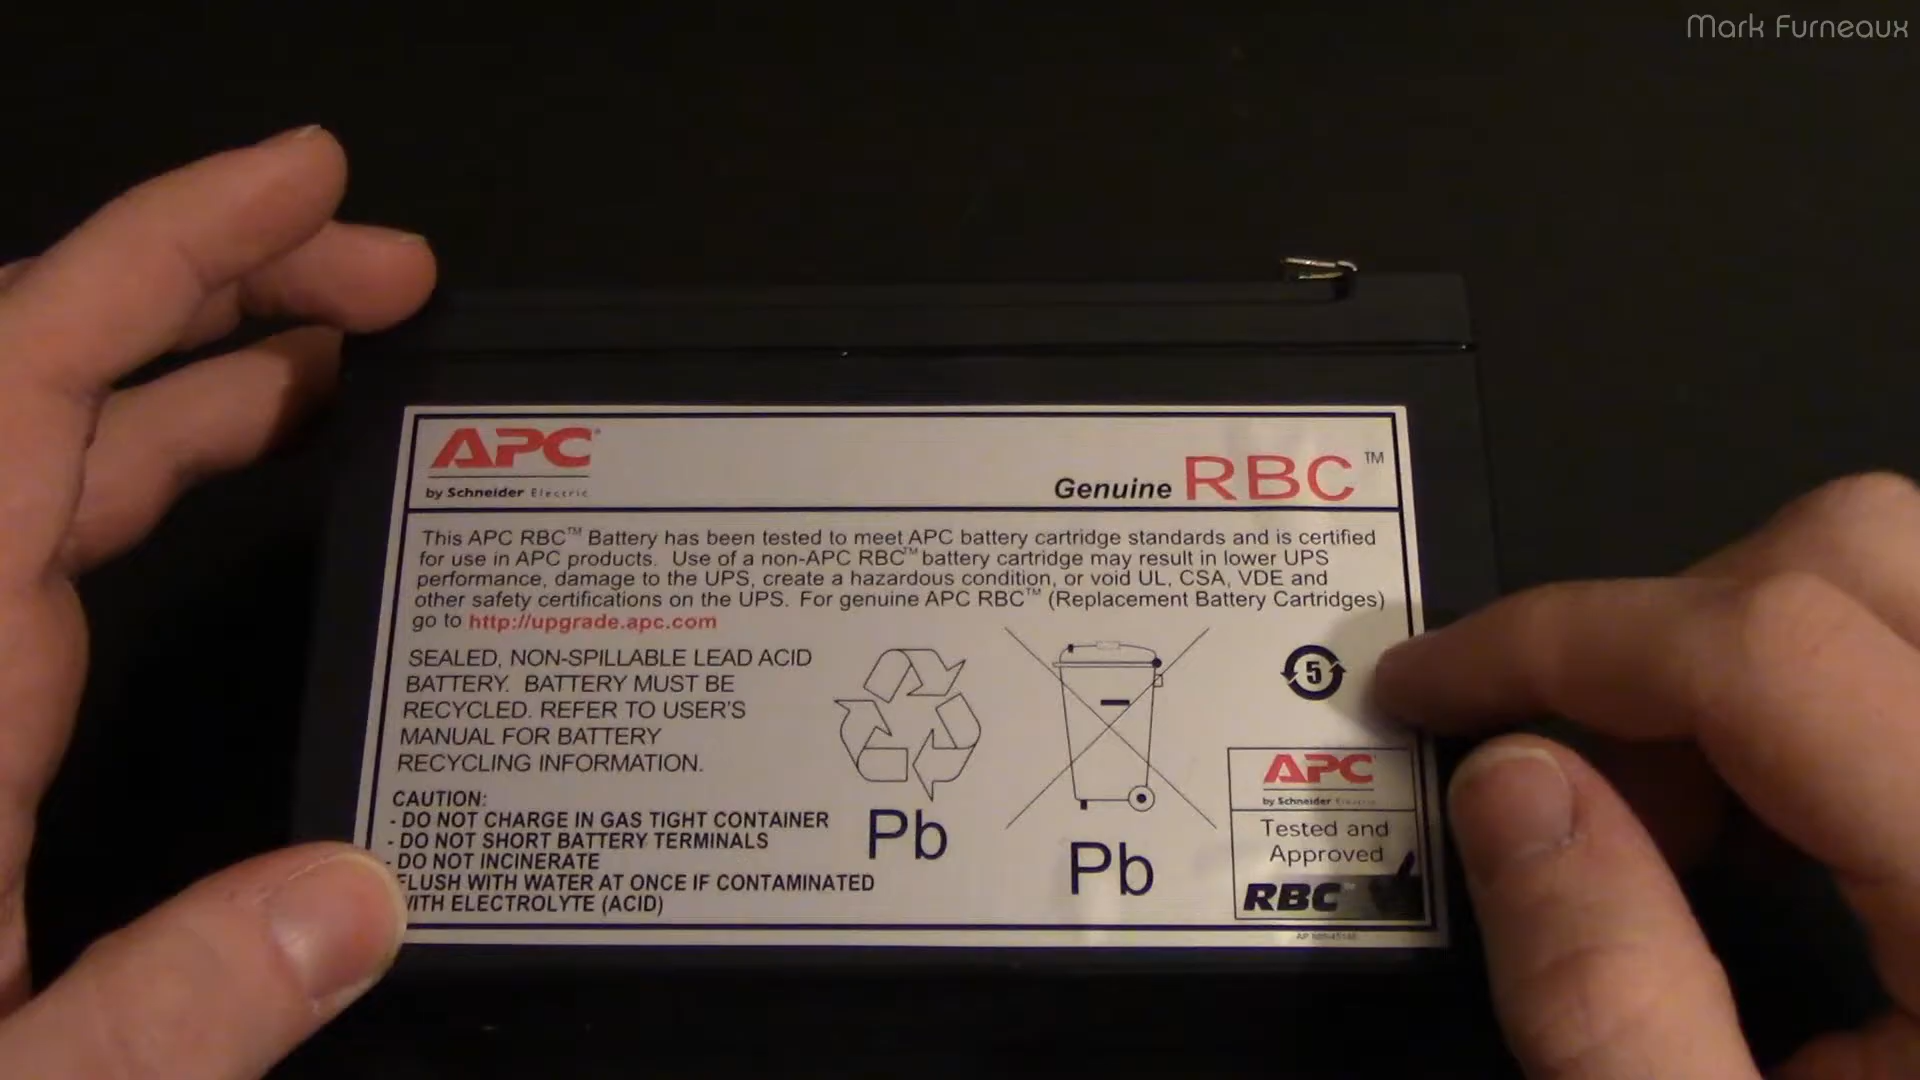 Mark Furneaux
APC
by Schneider Electric
Genuine RBC™
This APC RBC™ Battery has been tested to meet APC battery cartridge standards and is certified
for use in APC products. Use of a non-APC RBC™ battery cartridge may result in lower UPS
performance, damage to the UPS, create a hazardous condition, or void UL, CSA, VDE and
other safety certifications on the UPS. For genuine APC RBC™ (Replacement Battery Cartridges)
go to http://upgrade.apc.com
SEALED, NON-SPILLABLE LEAD ACID
BATTERY. BATTERY MUST BE
RECYCLED. REFER TO USER'S
MANUAL FOR BATTERY
RECYCLING INFORMATION.
CAUTION:
- DO NOT CHARGE IN GAS TIGHT CONTAINER
- DO NOT SHORT BATTERY TERMINALS
- DO NOT INCINERATE
FLUSH WITH WATER AT ONCE IF CONTAMINATED
WITH ELECTROLYTE (ACID)
Pb
Pb
5
APC
by Schneider Electric
Tested and
Approved
RBC™